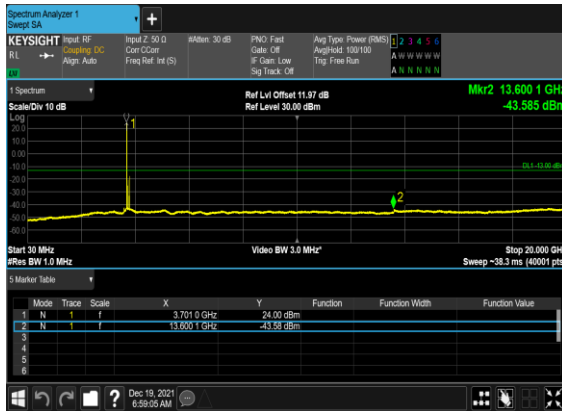 Spectrum Analyzer 1
Swept SA
+
KEYSIGHT Input: RF Input Z: 50 Ω #Atten: 30 dB PNO: Fast Avg Type: Power (RMS) 1 2 3 4 5 6
RL Coupling: DC Corr CCorr Gate: Off Avg|Hold: 100/100 A W W W W W
Align: Auto Freq Ref: Int (S) IF Gain: Low Trig: Free Run
Sig Track: Off A N N N N N
1 Spectrum
Ref Lvl Offset 11.97 dB Mkr2 13.600 1 GHz
Scale/Div 10 dB Ref Level 30.00 dBm -43.585 dBm
Log
20.0
10.0
0.00
-10.0
-20.0
-30.0
-40.0
-50.0
-60.0
1
DL1 -13.00 dBm
2
Start 30 MHz Video BW 3.0 MHz* Stop 20.000 GHz
#Res BW 1.0 MHz Sweep ~38.3 ms (40001 pts)
5 Marker Table
Mode Trace Scale X Y Function Function Width Function Value
1 N 1 f 3.701 0 GHz 24.00 dBm
2 N 1 f 13.600 1 GHz -43.58 dBm
3
4
5
6
? Dec 19, 2021
6:59:05 AM